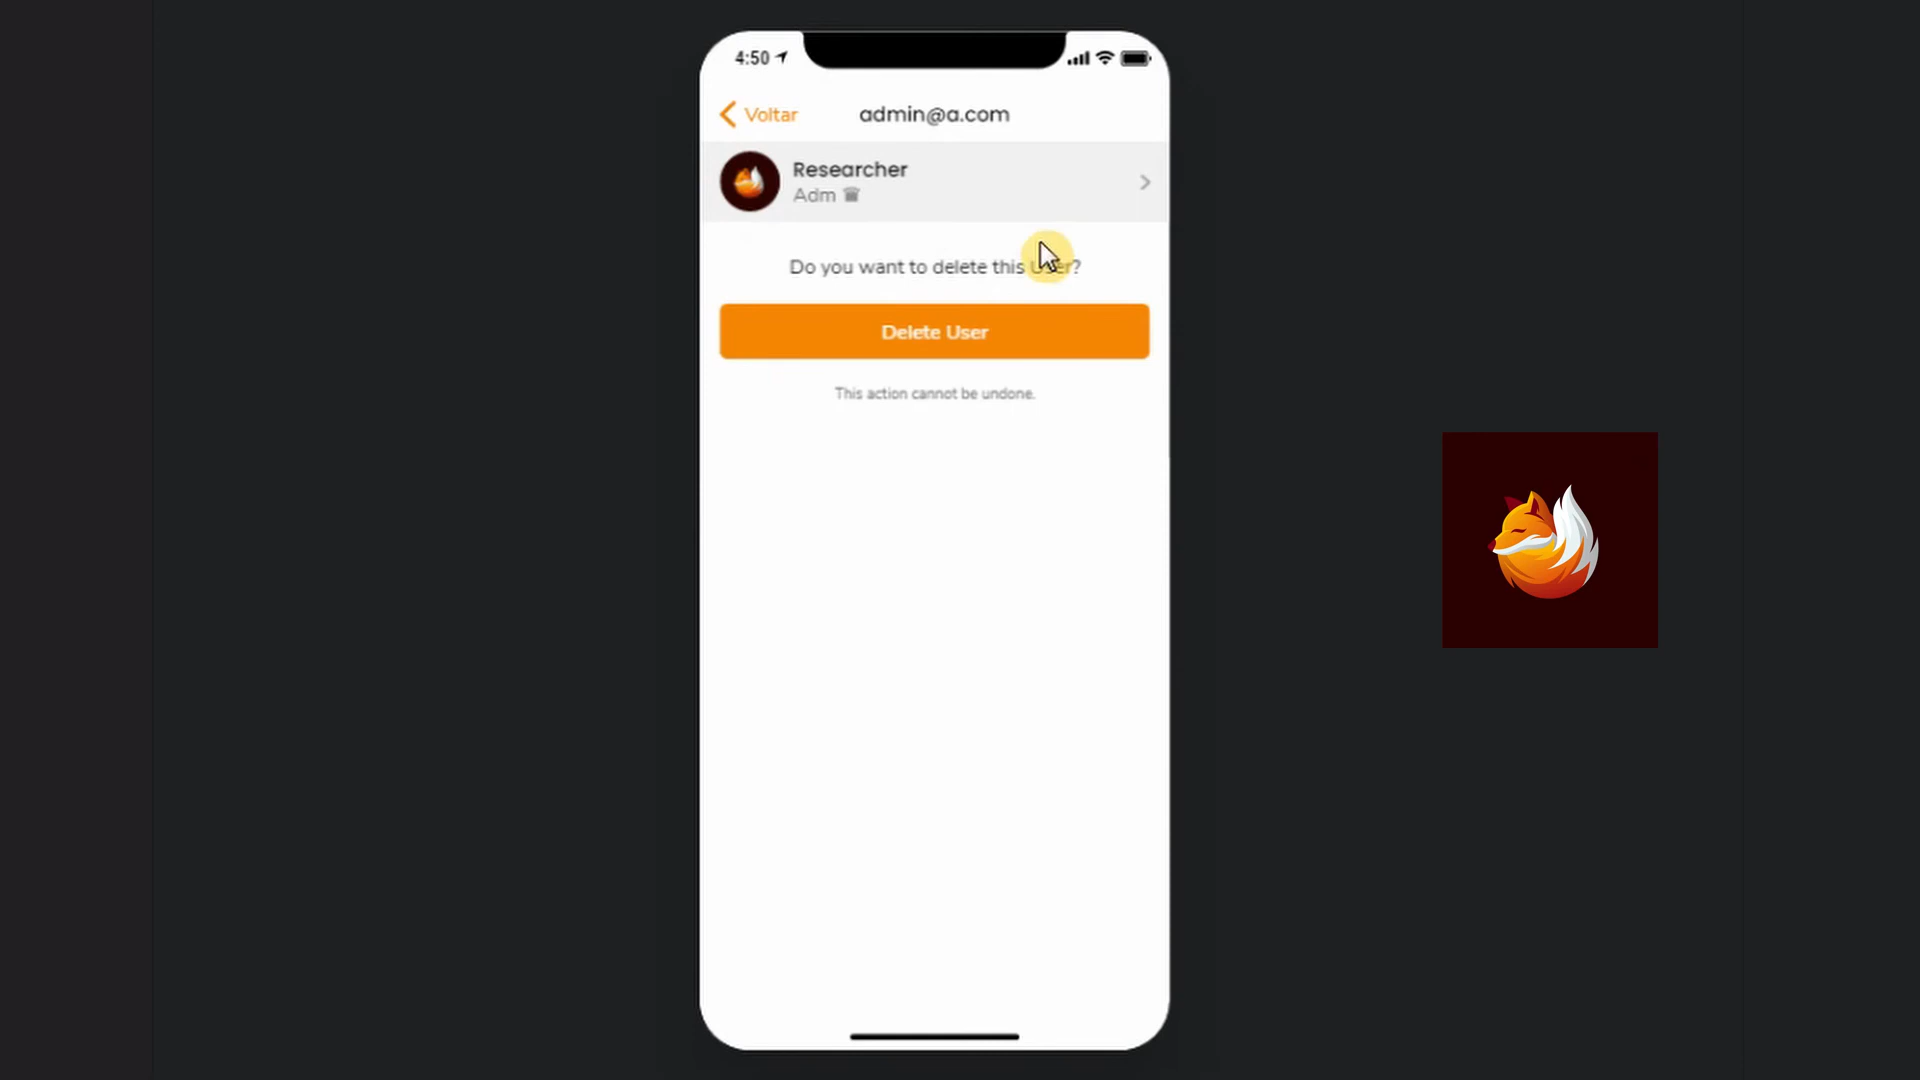 4:50
Voltar
admin@a.com
Researcher
Adm
Do you want to delete this User?
Delete User
This action cannot be undone.